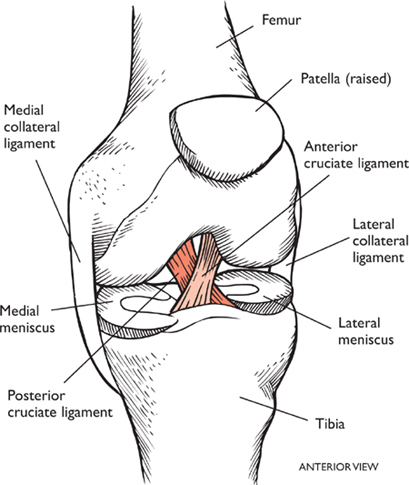 Femur
Patella (raised)
Medial
collateral
ligament
Anterior
cruciate ligament
Lateral
collateral
ligament
Medial
meniscus
Lateral
meniscus
Posterior
cruciate ligament
Tibia
ANTERIOR VIEW